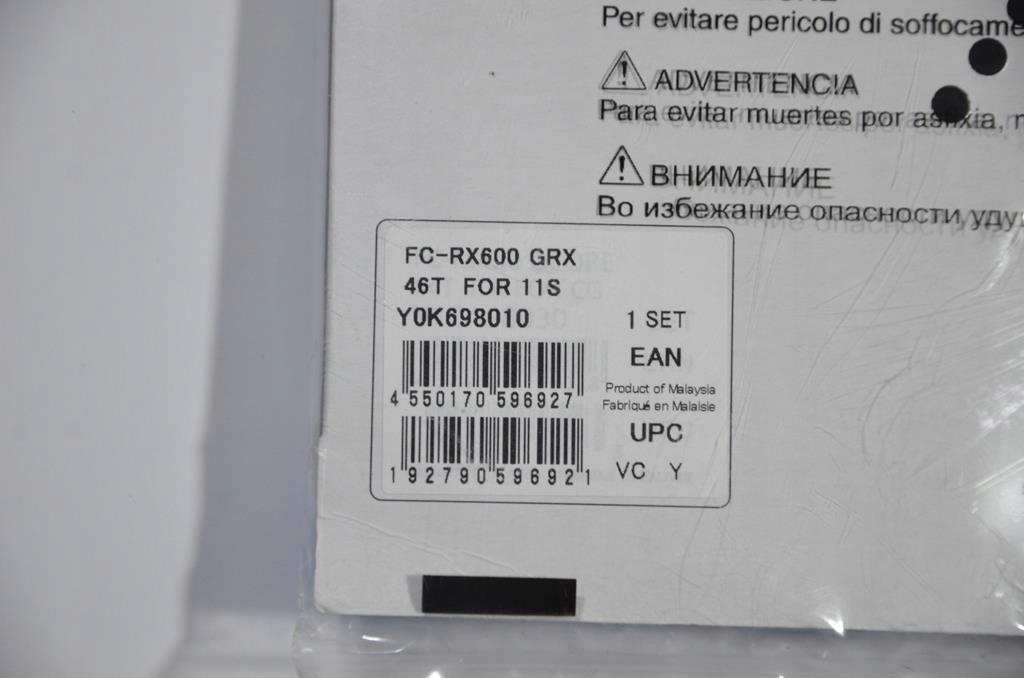 Per evitare pericolo di
ADVERTENCIA
Para evitar muertes por asfixia,
ВНИМАНИЕ
Во избежание опасности
FC-RX600 GRX
46T FOR 11S
Y0K698010 1 SET
EAN
4 550170 596927
Product of Malaysia
Fabriqué en Malaisie
UPC
1 92790 59692 1
VC Y